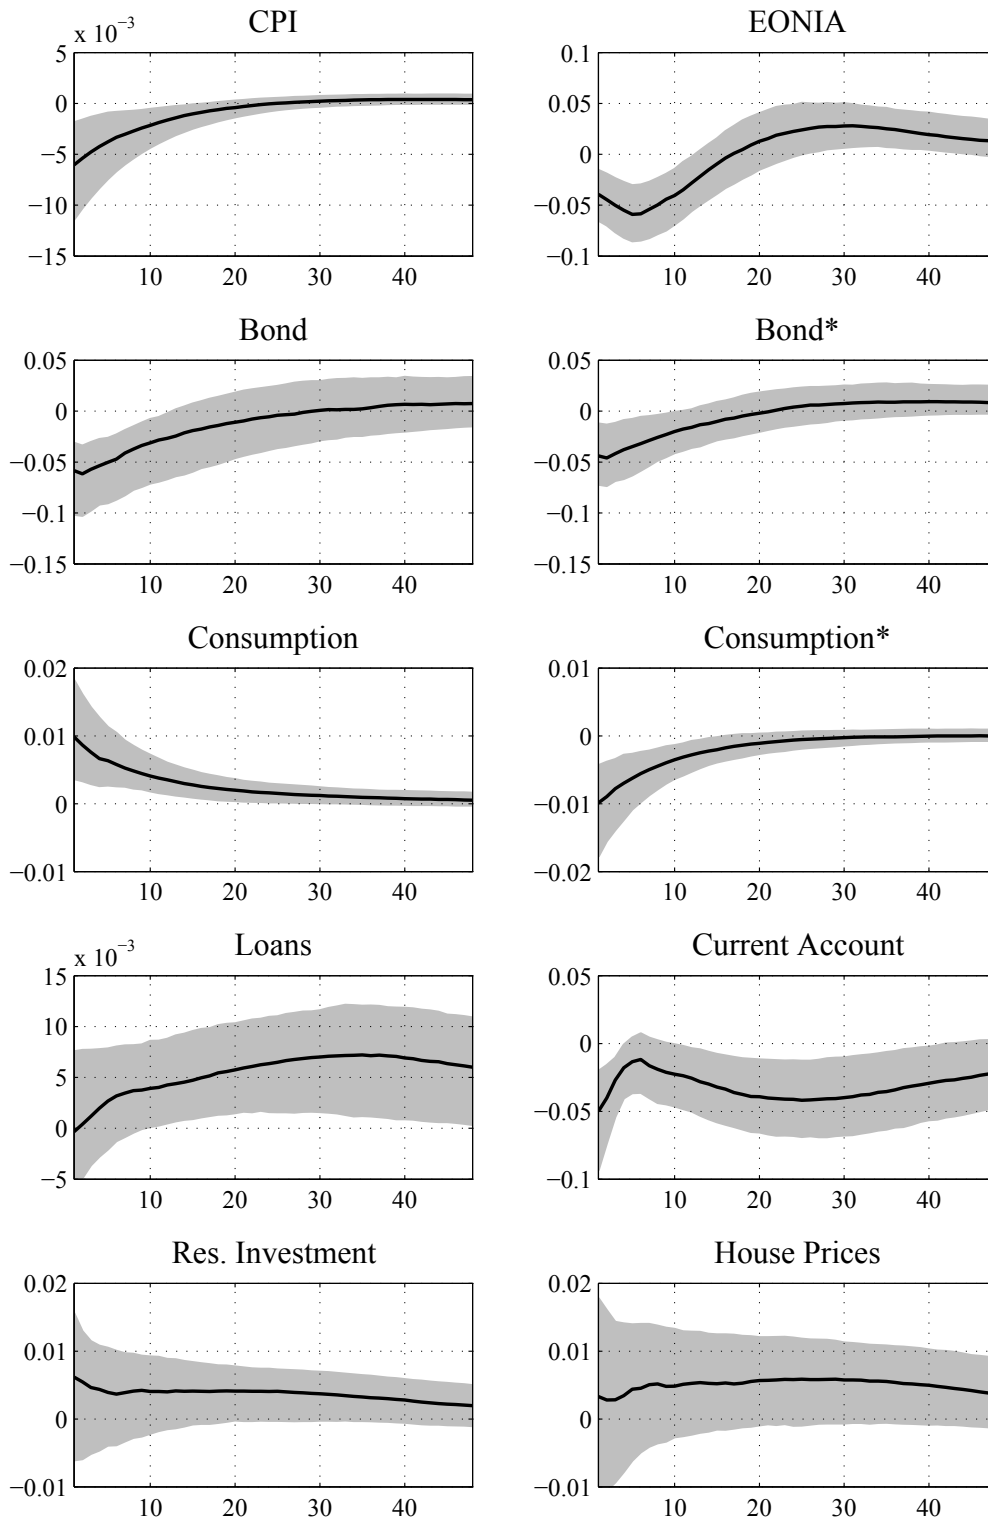 CPI
x 10⁻³
5
0
−5
−10
−15
10 20 30 40
EONIA
0.1
0.05
0
−0.05
−0.1
10 20 30 40
Bond
0.05
0
−0.05
−0.1
−0.15
10 20 30 40
Bond*
0.05
0
−0.05
−0.1
−0.15
10 20 30 40
Consumption
0.02
0.01
0
−0.01
10 20 30 40
Consumption*
0.01
0
−0.01
−0.02
10 20 30 40
Loans
x 10⁻³
15
10
5
0
−5
10 20 30 40
Current Account
0.05
0
−0.05
−0.1
10 20 30 40
Res. Investment
0.02
0.01
0
−0.01
10 20 30 40
House Prices
0.02
0.01
0
−0.01
10 20 30 40